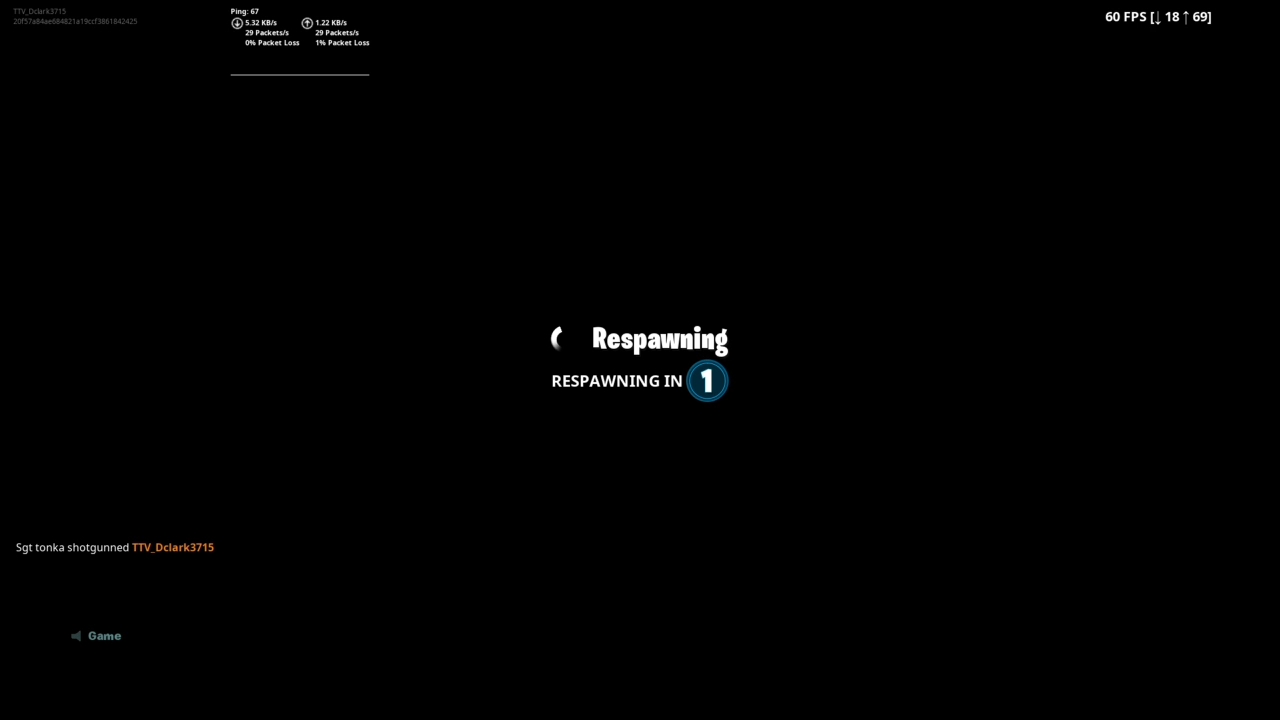 TTV_Dclark3715
20f57a84ae684821a19ccf3861842425
Ping: 67
5.32 KB/s
29 Packets/s
0% Packet Loss
1.22 KB/s
29 Packets/s
1% Packet Loss
60 FPS [↓ 18 ↑ 69]
Respawning
RESPAWNING IN 1
Sgt tonka shotgunned TTV_Dclark3715
Game